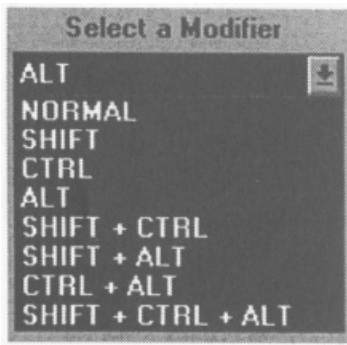 Select a Modifier
ALT
NORMAL
SHIFT
CTRL
ALT
SHIFT + CTRL
SHIFT + ALT
CTRL + ALT
SHIFT + CTRL + ALT